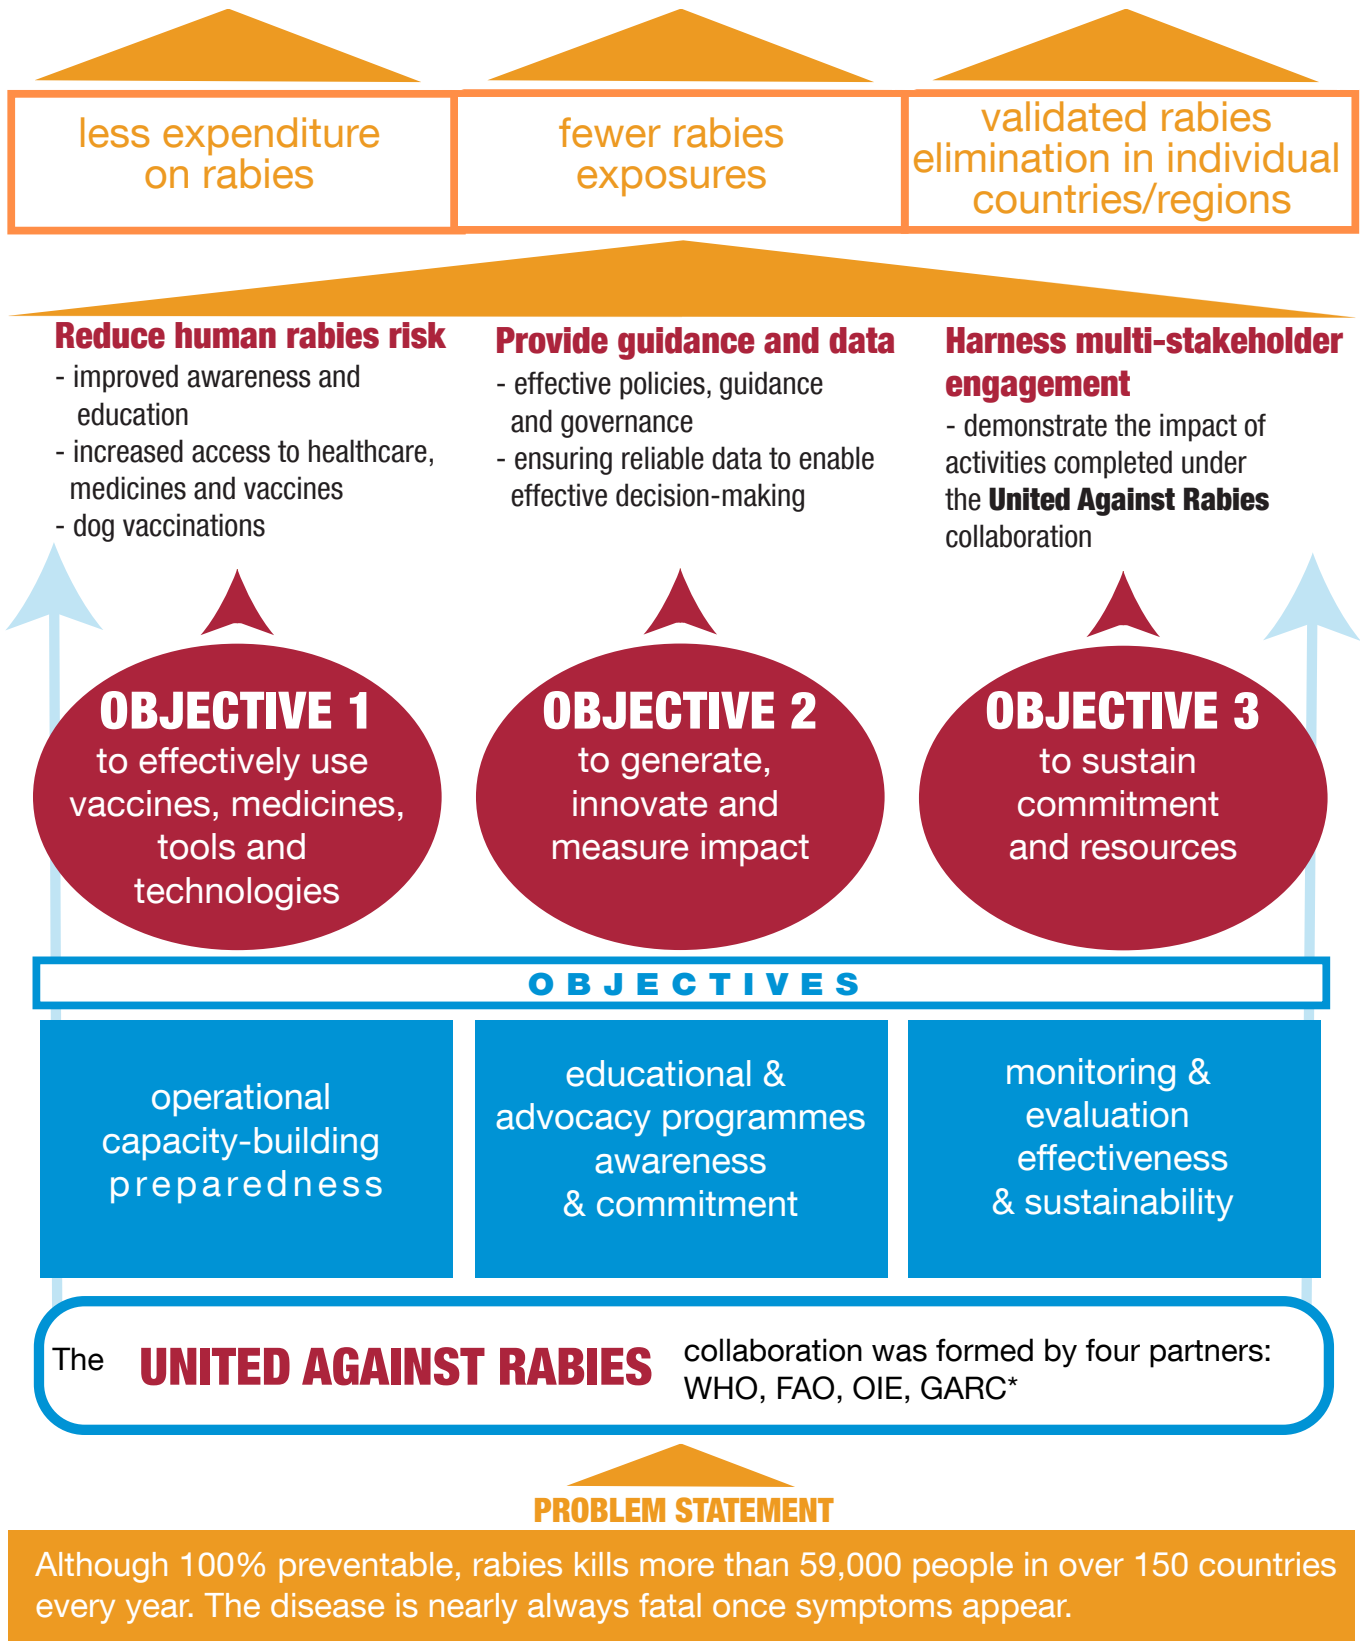 less expenditure
on rabies
fewer rabies
exposures
validated rabies
elimination in individual
countries/regions
Reduce human rabies risk
- improved awareness and
education
- increased access to healthcare,
medicines and vaccines
- dog vaccinations
Provide guidance and data
- effective policies, guidance
and governance
- ensuring reliable data to enable
effective decision-making
Harness multi-stakeholder
engagement
- demonstrate the impact of
activities completed under
the United Against Rabies
collaboration
OBJECTIVE 1
to effectively use
vaccines, medicines,
tools and
technologies
OBJECTIVE 2
to generate,
innovate and
measure impact
OBJECTIVE 3
to sustain
commitment
and resources
OBJECTIVES
operational
capacity-building
preparedness
educational &
advocacy programmes
awareness
& commitment
monitoring &
evaluation
effectiveness
& sustainability
The UNITED AGAINST RABIES collaboration was formed by four partners:
WHO, FAO, OIE, GARC*
PROBLEM STATEMENT
Although 100% preventable, rabies kills more than 59,000 people in over 150 countries
every year. The disease is nearly always fatal once symptoms appear.